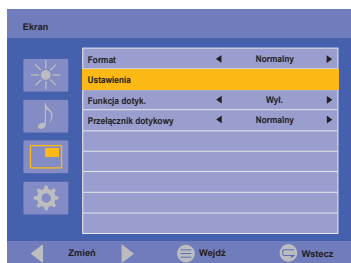 Ekran
Format Normalny
Ustawienia
Funkcja dotyk. Wył.
Przełącznik dotykowy Normalny
Zmień Wejdź Wstecz